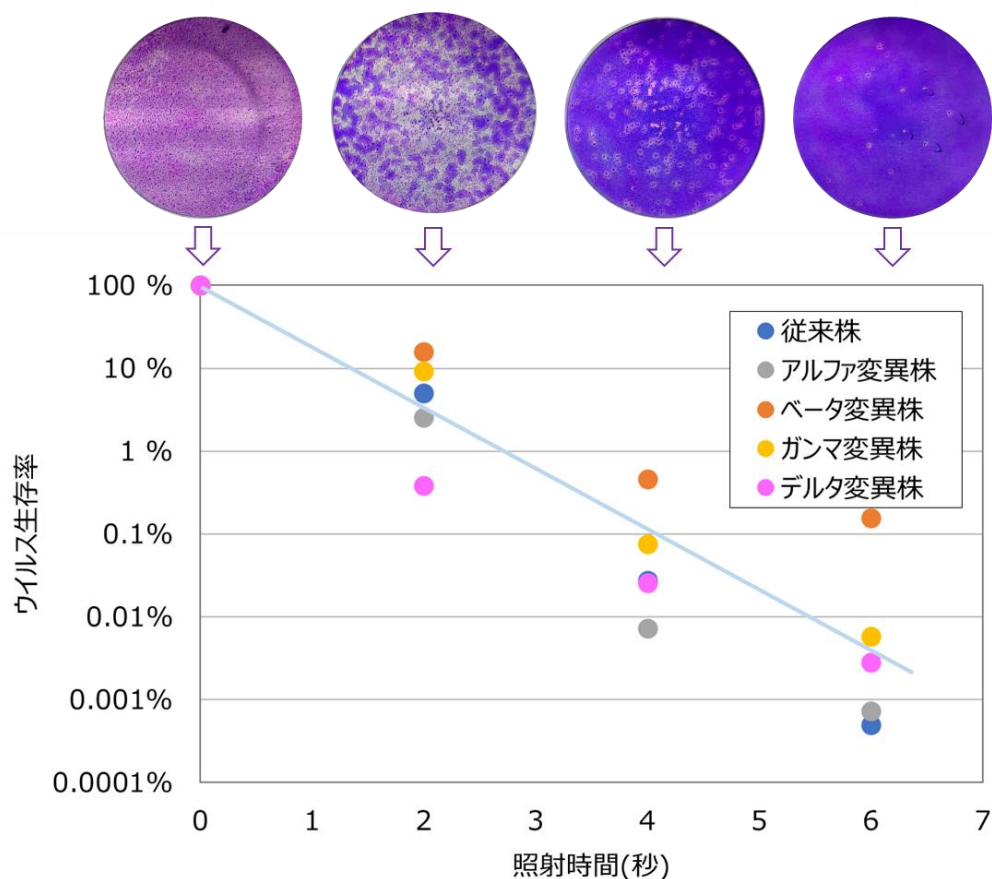 100 %
10 %
1 %
0.1%
0.01%
0.001%
0.0001%
ウイルス生存率
従来株
アルファ変異株
ベータ変異株
ガンマ変異株
デルタ変異株
0 1 2 3 4 5 6 7
照射時間(秒)